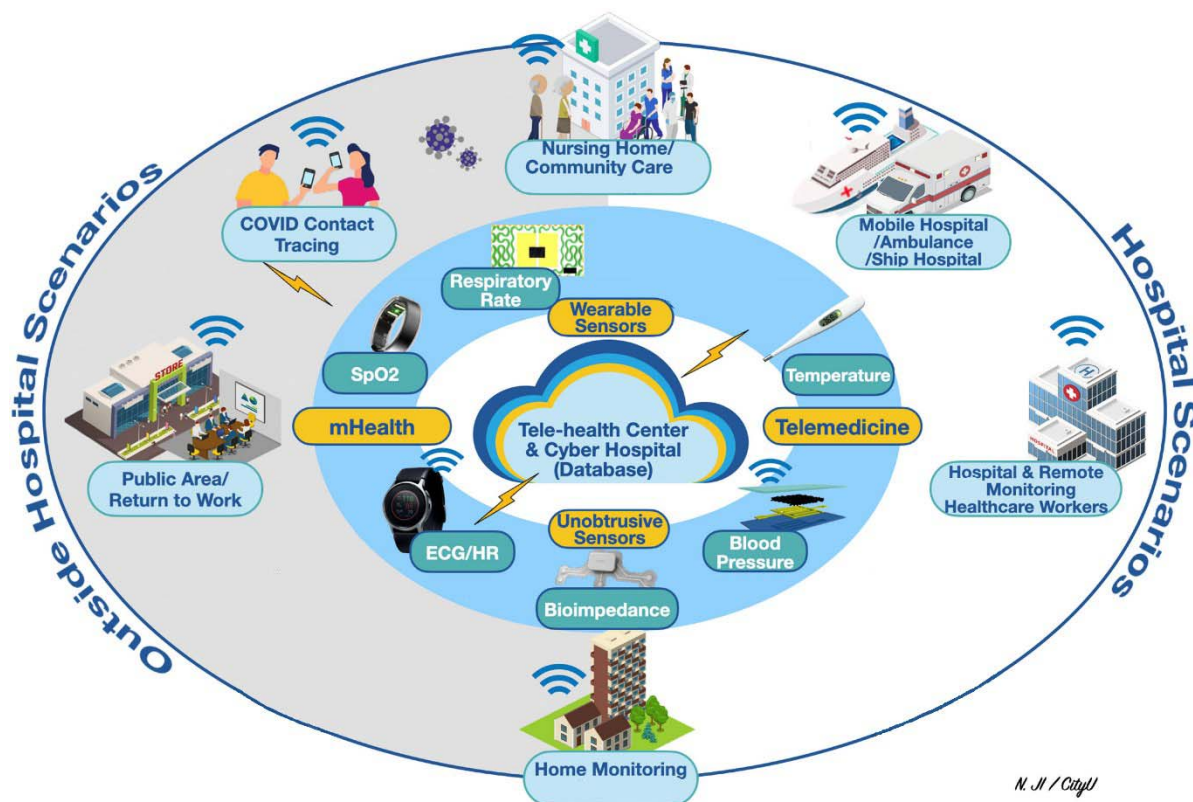 Outside Hospital Scenarios
Hospital Scenarios
Nursing Home/
Community Care
COVID Contact
Tracing
Mobile Hospital
/Ambulance
/Ship Hospital
Respiratory
Rate
Wearable
Sensors
SpO2
Temperature
mHealth
Tele-health Center
& Cyber Hospital
(Database)
Telemedicine
STORE
Public Area/
Return to Work
H
HOSPITAL
Hospital & Remote
Monitoring
Healthcare Workers
ECG/HR
Unobtrusive
Sensors
Blood
Pressure
Bioimpedance
Home Monitoring
N. JI / CityU